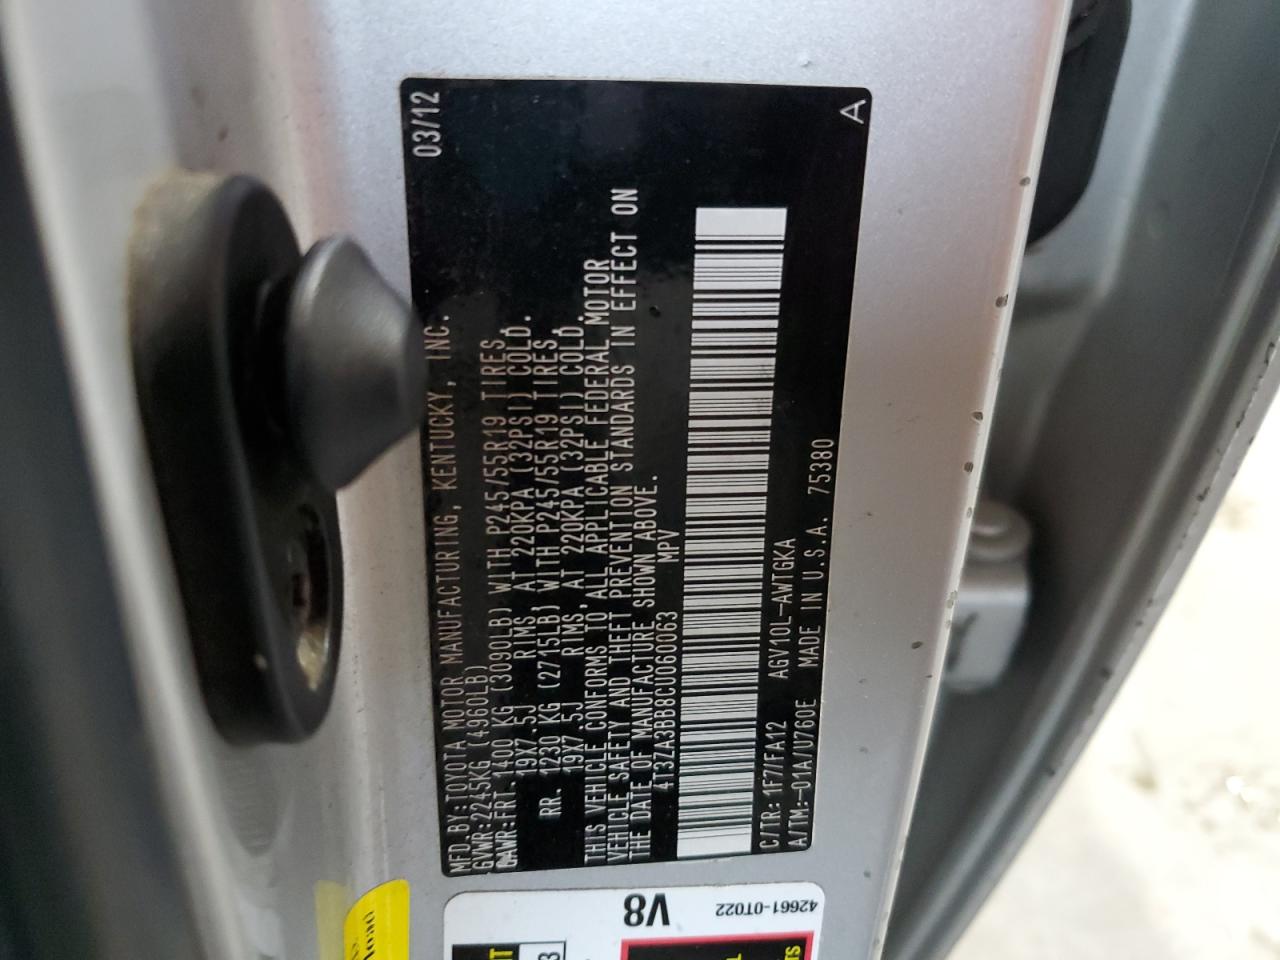 MFD. BY: TOYOTA MOTOR MANUFACTURING, KENTUCKY, INC. 03/12
GVWR:2245KG (4960LB)
GAWR:FRT. 1400 KG (3090LB) WITH P245/55R19 TIRES,
19X7.5J RIMS, AT 220KPA (32PSI) COLD.
RR. 1230 KG (2715LB) WITH P245/55R19 TIRES,
19X7.5J RIMS, AT 220KPA (32PSI) COLD.
THIS VEHICLE CONFORMS TO ALL APPLICABLE FEDERAL MOTOR
VEHICLE SAFETY AND THEFT PREVENTION STANDARDS IN EFFECT ON
THE DATE OF MANUFACTURE SHOWN ABOVE.
4T3ZA3BB8CU060063 MPV
C/TR: 1F7/FA12 AGV10L-AWTGKA
A/TM:-01A/U760E MADE IN U.S.A. 75380 A
42661-0T022
V8